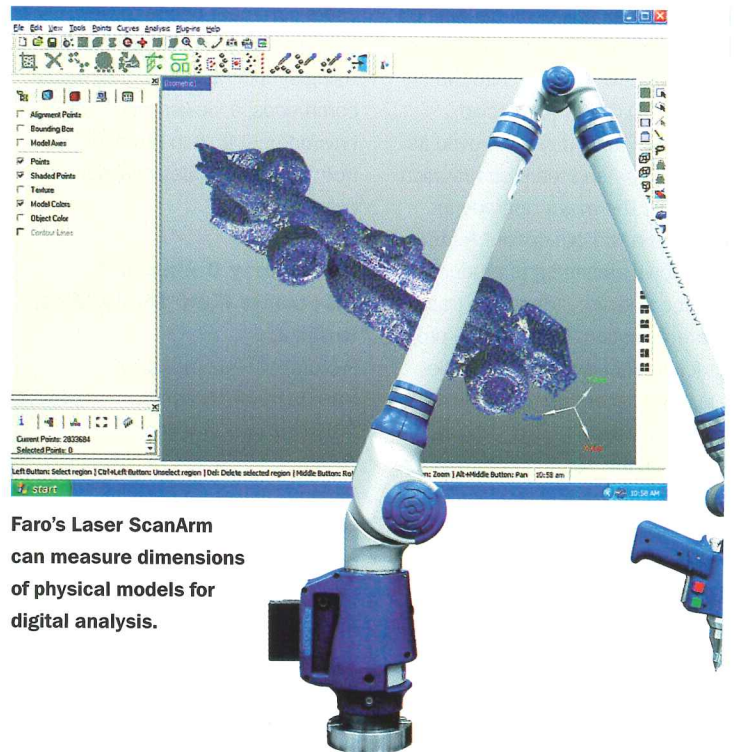 File Edit View Tools Points Curves Analysis Plug-ins Help
[Isometric]
Alignment Points
Bounding Box
Model Axes
Points
Shaded Points
Texture
Model Colors
Object Color
Contour Lines
PLATINUM ARM
Current Points: 2833684
Selected Points: 0
Left Button: Select region | Ctrl+Left Button: Unselect region | Del: Delete selected region | Middle Button: Zoom | Alt+Middle Button: Pan 10:58 am
start
10:58 AM
Faro's Laser ScanArm
can measure dimensions
of physical models for
digital analysis.